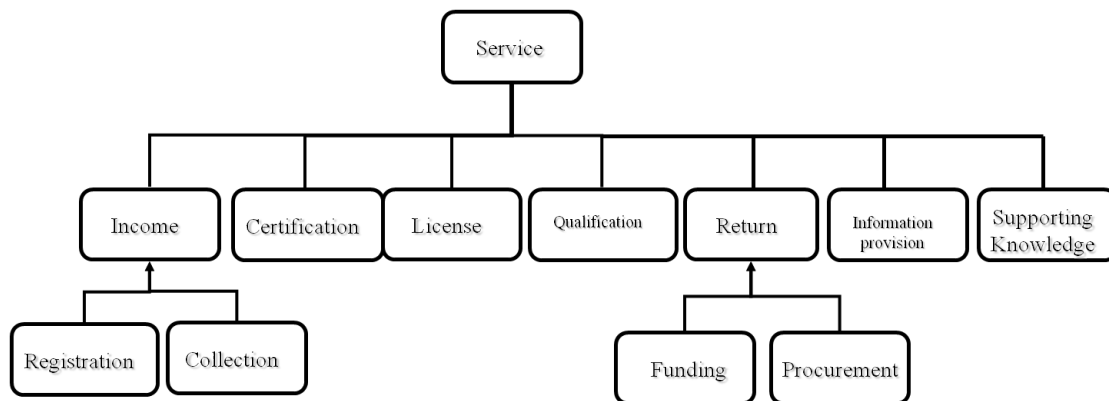 Service
Income
Certification
License
Qualification
Return
Information
provision
Supporting
Knowledge
Registration
Collection
Funding
Procurement